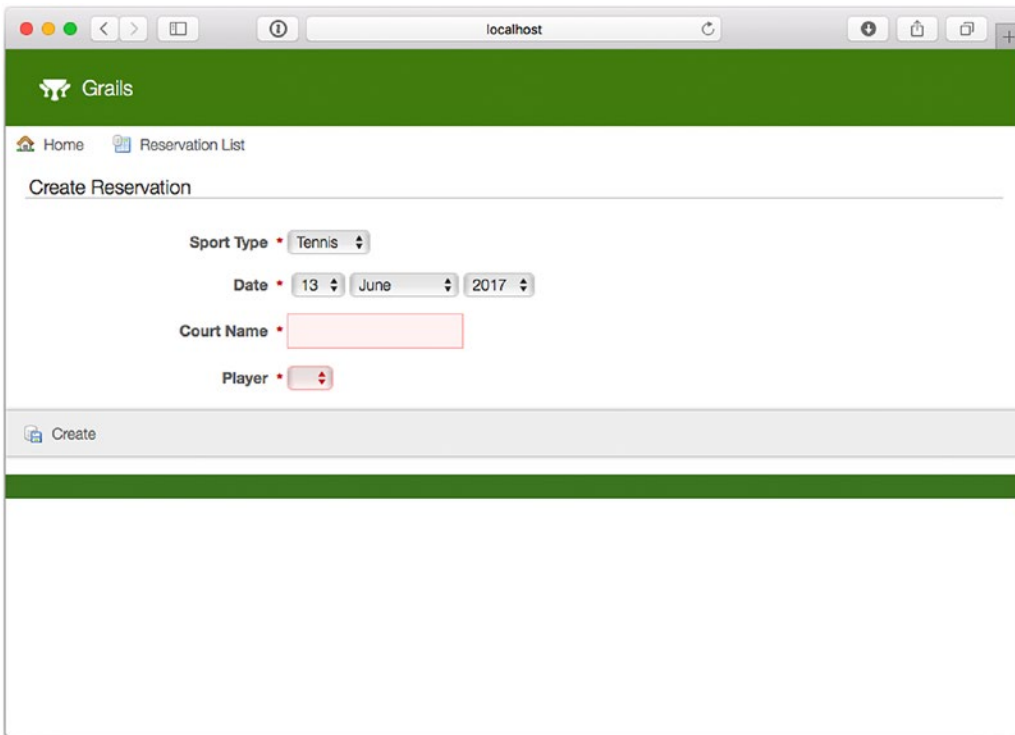 localhost
Grails
Home Reservation List
Create Reservation
Sport Type * Tennis
Date * 13 June 2017
Court Name *
Player *
Create